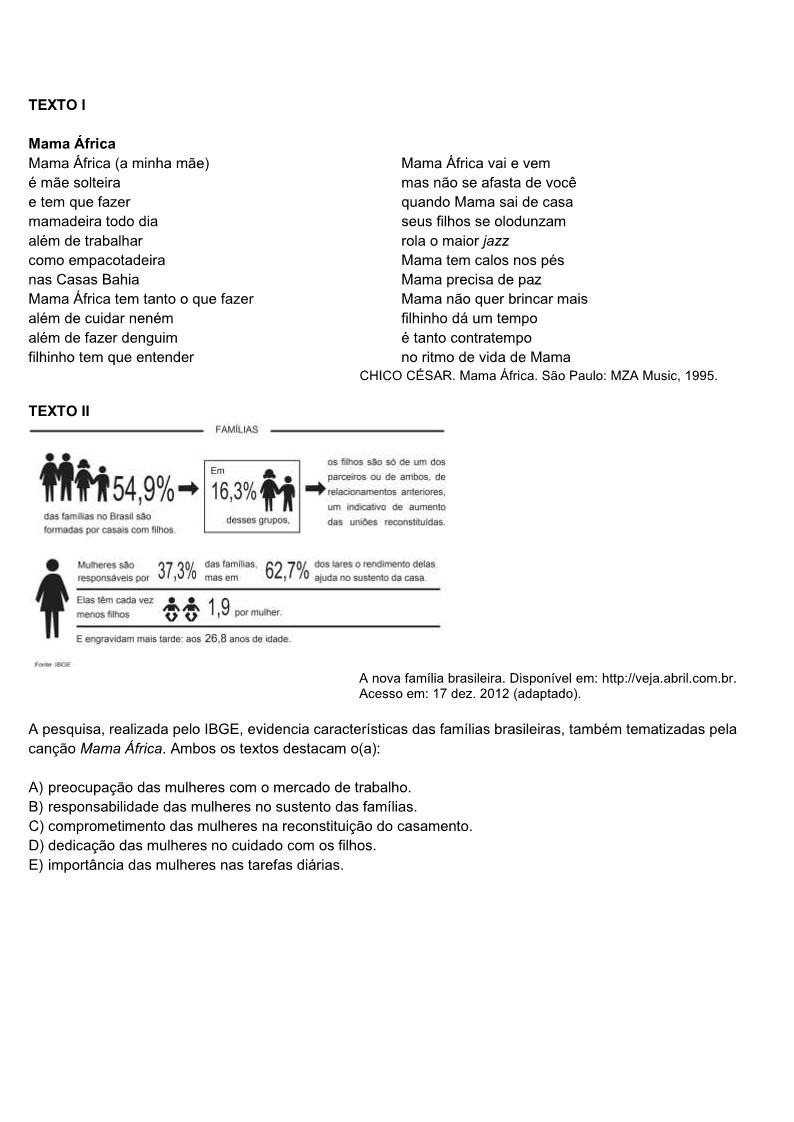 TEXTO I
Mama África
Mama África (a minha mãe)
é mãe solteira
e tem que fazer
mamadeira todo dia
além de trabalhar
como empacotadeira
nas Casas Bahia
Mama África tem tanto o que fazer
além de cuidar neném
além de fazer denguim
filhinho tem que entender
Mama África vai e vem
mas não se afasta de você
quando Mama sai de casa
seus filhos se olodunzam
rola o maior jazz
Mama tem calos nos pés
Mama precisa de paz
Mama não quer brincar mais
filhinho dá um tempo
é tanto contratempo
no ritmo de vida de Mama
CHICO CÉSAR. Mama África. São Paulo: MZA Music, 1995.
TEXTO II
FAMÍLIAS
54,9%
das famílias no Brasil são
formadas por casais com filhos.
Em
16,3%
desses grupos,
os filhos são só de um dos
parceiros ou de ambos, de
relacionamentos anteriores,
um indicativo de aumento
das uniões reconstituídas.
Mulheres são
responsáveis por
37,3%
das famílias,
mas em
62,7%
dos lares o rendimento delas
ajuda no sustento da casa.
Elas têm cada vez
menos filhos
1,9 por mulher.
E engravidam mais tarde: aos 26,8 anos de idade.
Fonte: IBGE
A nova família brasileira. Disponível em: http://veja.abril.com.br.
Acesso em: 17 dez. 2012 (adaptado).
A pesquisa, realizada pelo IBGE, evidencia características das famílias brasileiras, também tematizadas pela
canção Mama África. Ambos os textos destacam o(a):
A) preocupação das mulheres com o mercado de trabalho.
B) responsabilidade das mulheres no sustento das famílias.
C) comprometimento das mulheres na reconstituição do casamento.
D) dedicação das mulheres no cuidado com os filhos.
E) importância das mulheres nas tarefas diárias.